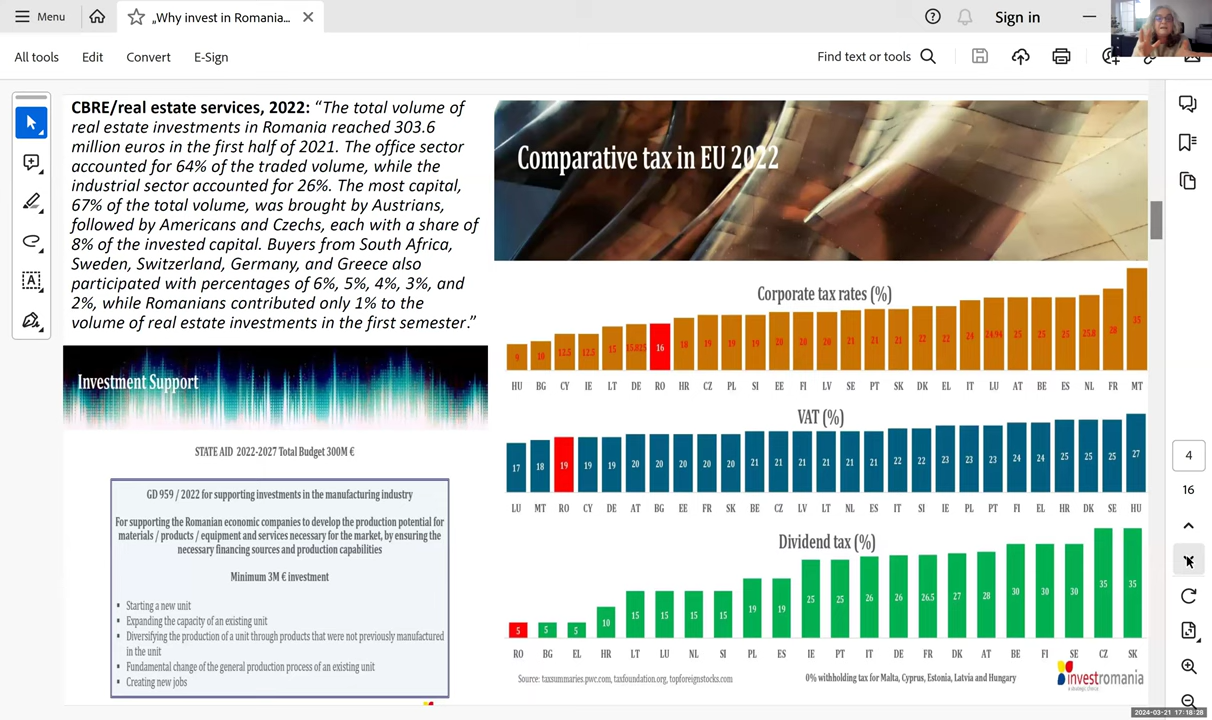 Menu
„Why invest in Romania...
Sign in
All tools
Edit
Convert
E-Sign
Find text or tools
CBRE/real estate services, 2022: “The total volume of
real estate investments in Romania reached 303.6
million euros in the first half of 2021. The office sector
accounted for 64% of the traded volume, while the
industrial sector accounted for 26%. The most capital,
67% of the total volume, was brought by Austrians,
followed by Americans and Czechs, each with a share of
8% of the invested capital. Buyers from South Africa,
Sweden, Switzerland, Germany, and Greece also
participated with percentages of 6%, 5%, 4%, 3%, and
2%, while Romanians contributed only 1% to the
volume of real estate investments in the first semester.”
Investment Support
STATE AID 2022-2027 Total Budget 300M €
GD 959 / 2022 for supporting investments in the manufacturing industry
For supporting the Romanian economic companies to develop the production potential for
materials / products / equipment and services necessary for the market, by ensuring the
necessary financing sources and production capabilities
Minimum 3M € investment
▪ Starting a new unit
▪ Expanding the capacity of an existing unit
▪ Diversifying the production of a unit through products that were not previously manufactured
in the unit
▪ Fundamental change of the general production process of an existing unit
▪ Creating new jobs
Comparative tax in EU 2022
Corporate tax rates (%)
9 10 12.5 12.5 15 15.825 16 18 19 19 19 20 20 20 21 21 21 22 22 24 24.94 25 25 25 25.8 28 35
HU BG CY IE LT DE RO HR CZ PL SI EE FI LV SE PT SK DK EL IT LU AT BE ES NL FR MT
VAT (%)
17 18 19 19 19 20 20 20 20 20 21 21 21 21 21 21 22 22 23 23 23 24 24 25 25 25 27
LU MT RO CY DE AT BG EE FR SK BE CZ LV LT NL ES IT SI IE PL PT FI EL HR DK SE HU
Dividend tax (%)
5 5 5 10 15 15 15 15 19 19 25 25 26 26 26.5 27 28 30 30 30 35 35
RO BG EL HR LT LU NL SI PL ES IE PT IT DE FR DK AT BE FI SE CZ SK
Source: taxsummaries.pwc.com, taxfoundation.org, topforeignstocks.com
0% withholding tax for Malta, Cyprus, Estonia, Latvia and Hungary
investromania
a strategic choice
4
16
2024-03-21 17:18:28